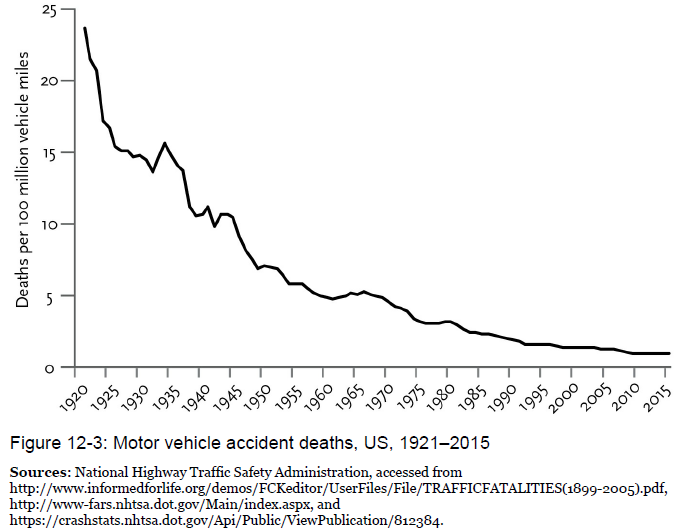 25
20
15
10
5
0
Deaths per 100 million vehicle miles
1920 1925 1930 1935 1940 1945 1950 1955 1960 1965 1970 1975 1980 1985 1990 1995 2000 2005 2010 2015
Figure 12-3: Motor vehicle accident deaths, US, 1921–2015
Sources: National Highway Traffic Safety Administration, accessed from
http://www.informedforlife.org/demos/FCKeditor/UserFiles/File/TRAFFICFATALITIES(1899-2005).pdf,
http://www-fars.nhtsa.dot.gov/Main/index.aspx, and
https://crashstats.nhtsa.dot.gov/Api/Public/ViewPublication/812384.